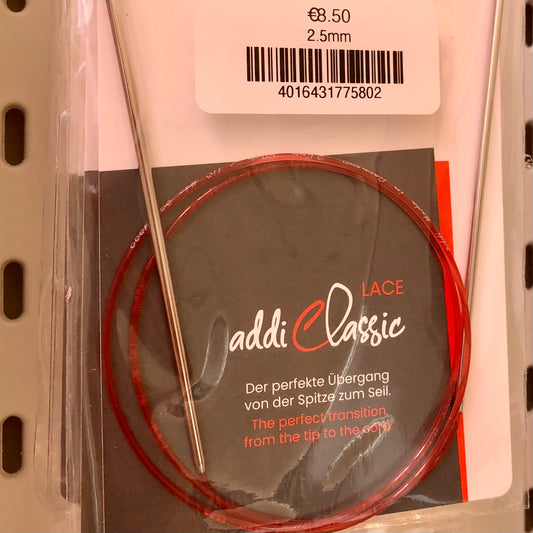 €8.50
2.5mm
4016431775802
LACE
addi Classic
Der perfekte Übergang
von der Spitze zum Seil.
The perfect transition
from the tip to the cord.